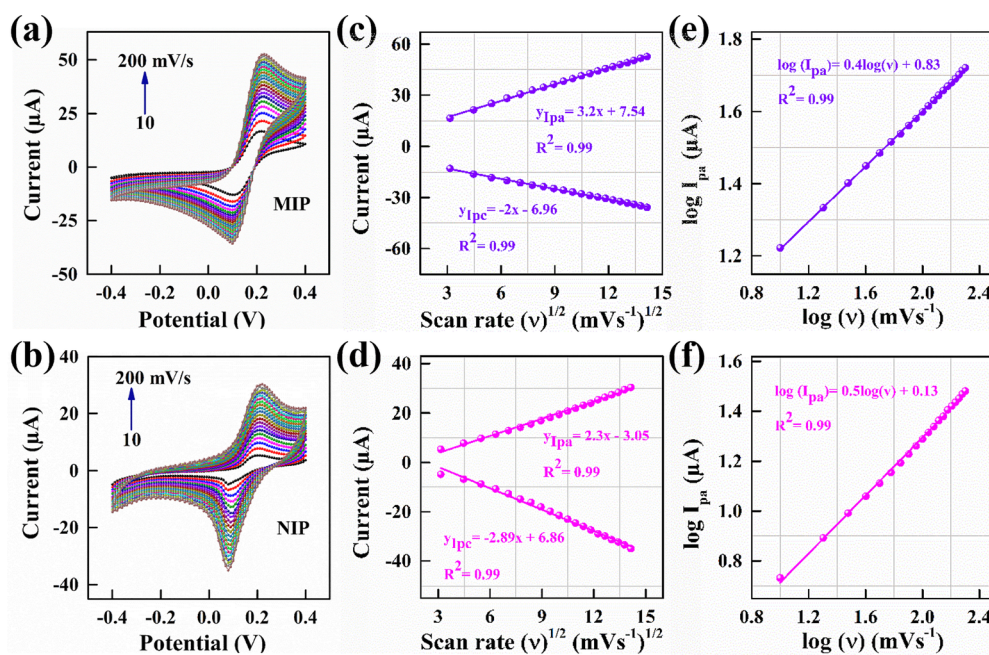 (a)
50
25
0
-25
-50
Current (µA)
200 mV/s
10
MIP
-0.4 -0.2 0.0 0.2 0.4
Potential (V)
(c)
60
30
0
-30
-60
Current (µA)
y_Ipa = 3.2x + 7.54
R² = 0.99
y_Ipc = -2x - 6.96
R² = 0.99
3 6 9 12 15
Scan rate (ν)^1/2 (mVs⁻¹)^1/2
(e)
1.8
1.6
1.4
1.2
log I_pa (µA)
log (I_pa)= 0.4log(ν) + 0.83
R² = 0.99
0.8 1.2 1.6 2.0 2.4
log (ν) (mVs⁻¹)
(b)
40
20
0
-20
-40
Current (µA)
200 mV/s
10
NIP
-0.4 -0.2 0.0 0.2 0.4
Potential (V)
(d)
40
20
0
-20
-40
Current (µA)
y_Ipa = 2.3x - 3.05
R² = 0.99
y_Ipc = -2.89x + 6.86
R² = 0.99
3 6 9 12 15
Scan rate (ν)^1/2 (mVs⁻¹)^1/2
(f)
1.6
1.4
1.2
1.0
0.8
log I_pa (µA)
log (I_pa)= 0.5log(ν) + 0.13
R² = 0.99
0.8 1.2 1.6 2.0 2.4
log (ν) (mVs⁻¹)